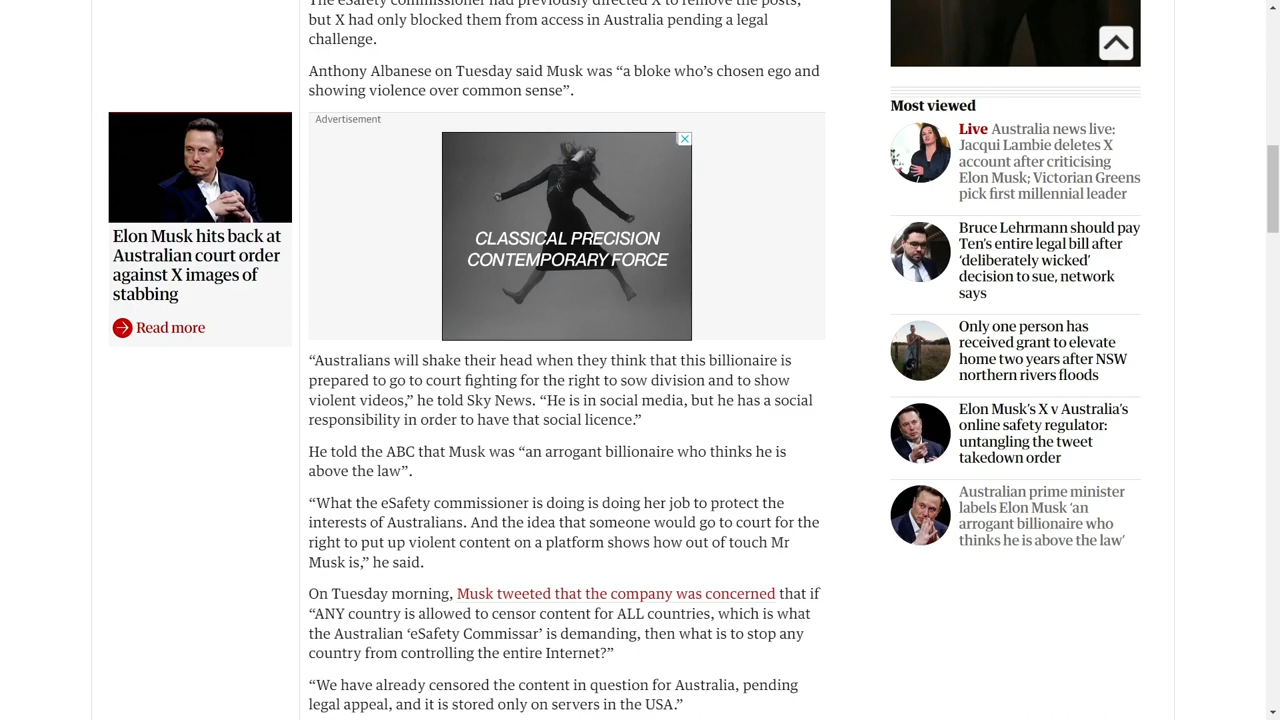 The eSafety commissioner had previously directed X to remove the posts,
but X had only blocked them from access in Australia pending a legal
challenge.
Anthony Albanese on Tuesday said Musk was “a bloke who’s chosen ego and
showing violence over common sense”.
Elon Musk hits back at
Australian court order
against X images of
stabbing
Read more
Advertisement
CLASSICAL PRECISION
CONTEMPORARY FORCE
“Australians will shake their head when they think that this billionaire is
prepared to go to court fighting for the right to sow division and to show
violent videos,” he told Sky News. “He is in social media, but he has a social
responsibility in order to have that social licence.”
He told the ABC that Musk was “an arrogant billionaire who thinks he is
above the law”.
“What the eSafety commissioner is doing is doing her job to protect the
interests of Australians. And the idea that someone would go to court for the
right to put up violent content on a platform shows how out of touch Mr
Musk is,” he said.
On Tuesday morning, Musk tweeted that the company was concerned that if
“ANY country is allowed to censor content for ALL countries, which is what
the Australian ‘eSafety Commissar’ is demanding, then what is to stop any
country from controlling the entire Internet?”
“We have already censored the content in question for Australia, pending
legal appeal, and it is stored only on servers in the USA.”
Most viewed
Live Australia news live:
Jacqui Lambie deletes X
account after criticising
Elon Musk; Victorian Greens
pick first millennial leader
Bruce Lehrmann should pay
Ten’s entire legal bill after
‘deliberately wicked’
decision to sue, network
says
Only one person has
received grant to elevate
home two years after NSW
northern rivers floods
Elon Musk’s X v Australia’s
online safety regulator:
untangling the tweet
takedown order
Australian prime minister
labels Elon Musk ‘an
arrogant billionaire who
thinks he is above the law’